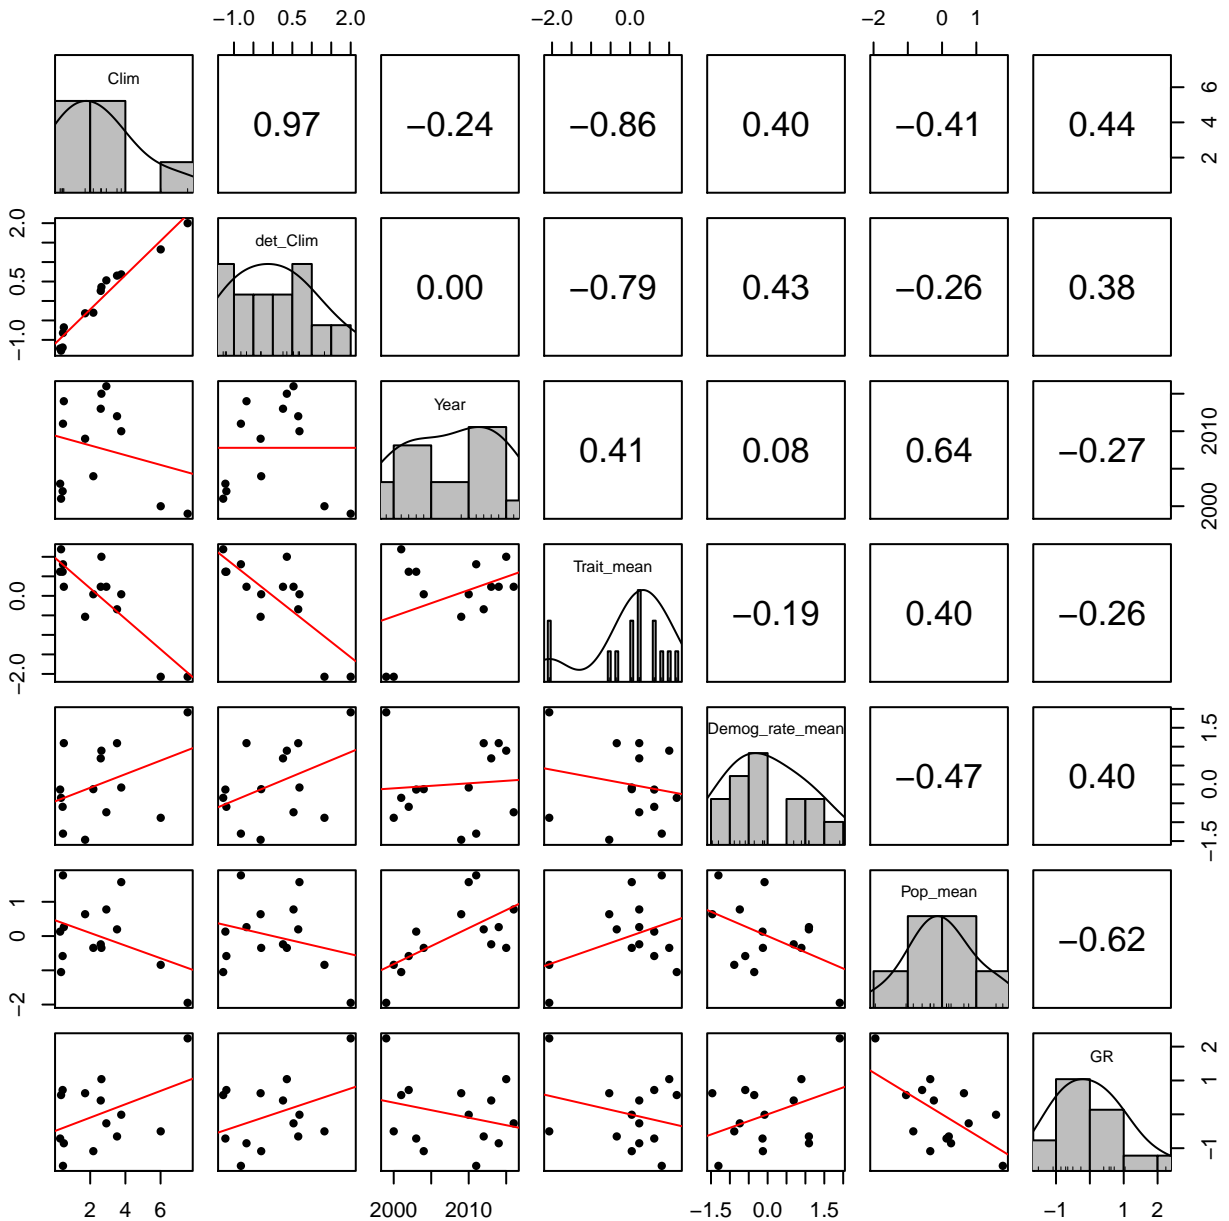 −1.0 0.5 2.0 −2.0 0.0 −2 0 1
Clim 0.97 −0.24 −0.86 0.40 −0.41 0.44 2 4 6
−1.0 0.5 2.0 det_Clim 0.00 −0.79 0.43 −0.26 0.38
Year 0.41 0.08 0.64 −0.27 2000 2010
−2.0 0.0 Trait_mean −0.19 0.40 −0.26
Demog_rate_mean −0.47 0.40 −1.5 0.0 1.5
−2 0 1 Pop_mean −0.62
GR −1 1 2
2 4 6 2000 2010 −1.5 0.0 1.5 −1 1 2